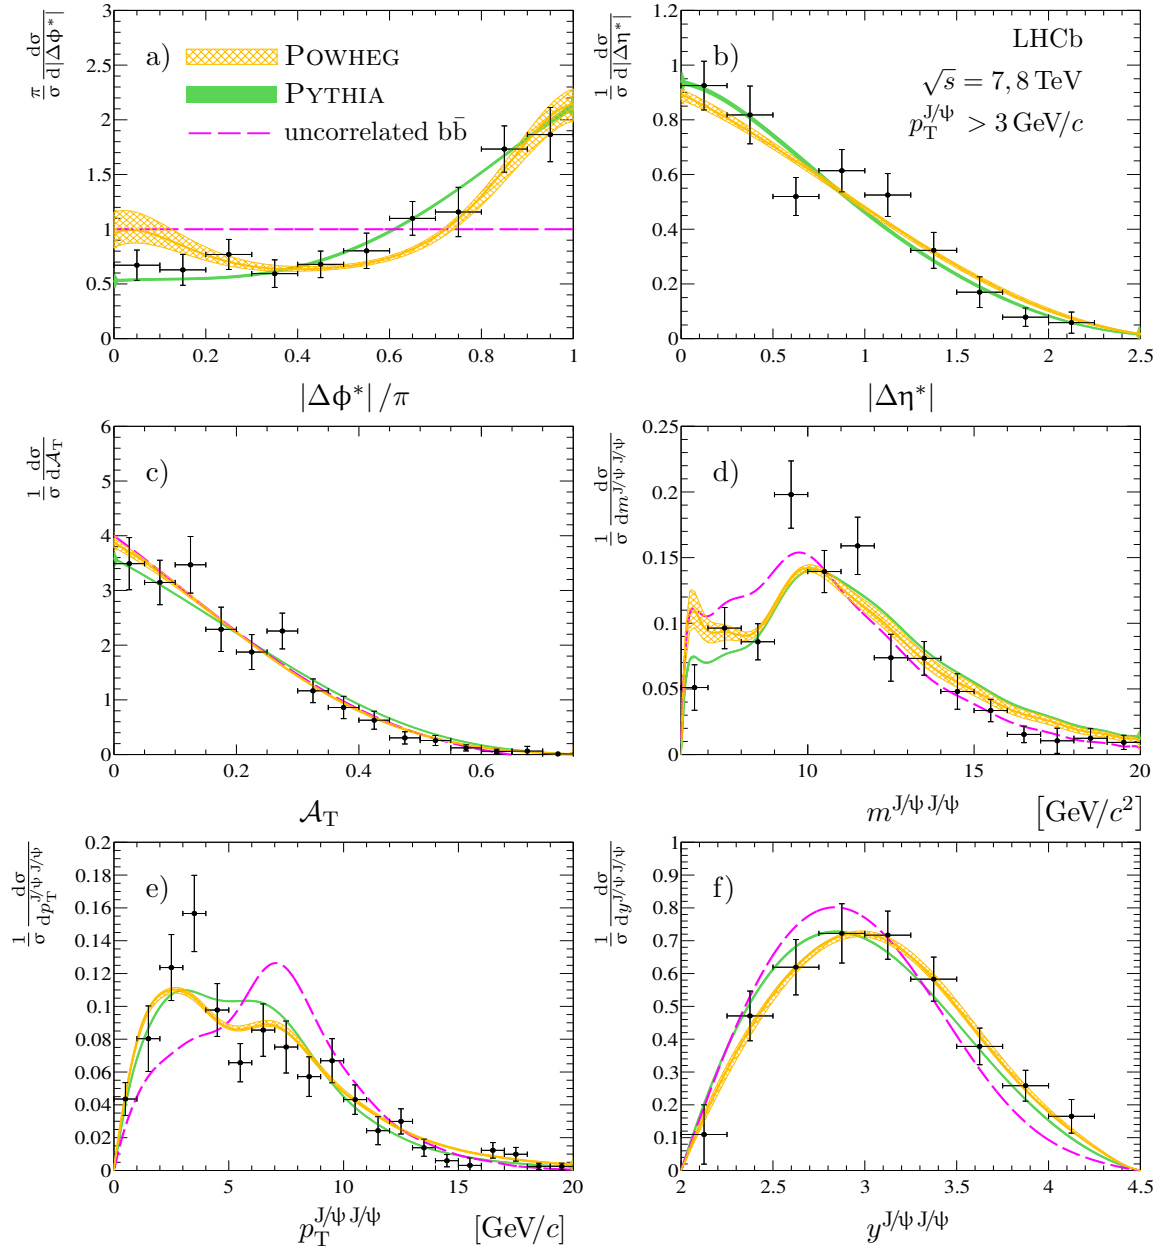 π/σ dσ/d|Δϕ*|
3
2.5
2
1.5
1
0.5
0
a)
POWHEG
PYTHIA
uncorrelated bb̄
0 0.2 0.4 0.6 0.8 1
|Δϕ*|/π
1/σ dσ/d|Δη*|
1.2
1
0.8
0.6
0.4
0.2
0
b)
LHCb
√s = 7, 8 TeV
p_T^{J/ψ} > 3 GeV/c
0 0.5 1 1.5 2 2.5
|Δη*|
1/σ dσ/dA_T
6
5
4
3
2
1
0
c)
0 0.2 0.4 0.6
A_T
1/σ dσ/dm^{J/ψ J/ψ}
0.25
0.2
0.15
0.1
0.05
0
d)
10 15 20
m^{J/ψ J/ψ} [GeV/c²]
1/σ dσ/dp_T^{J/ψ J/ψ}
0.2
0.18
0.16
0.14
0.12
0.1
0.08
0.06
0.04
0.02
0
e)
0 5 10 15 20
p_T^{J/ψ J/ψ} [GeV/c]
1/σ dσ/dy^{J/ψ J/ψ}
1
0.9
0.8
0.7
0.6
0.5
0.4
0.3
0.2
0.1
0
f)
2 2.5 3 3.5 4 4.5
y^{J/ψ J/ψ}